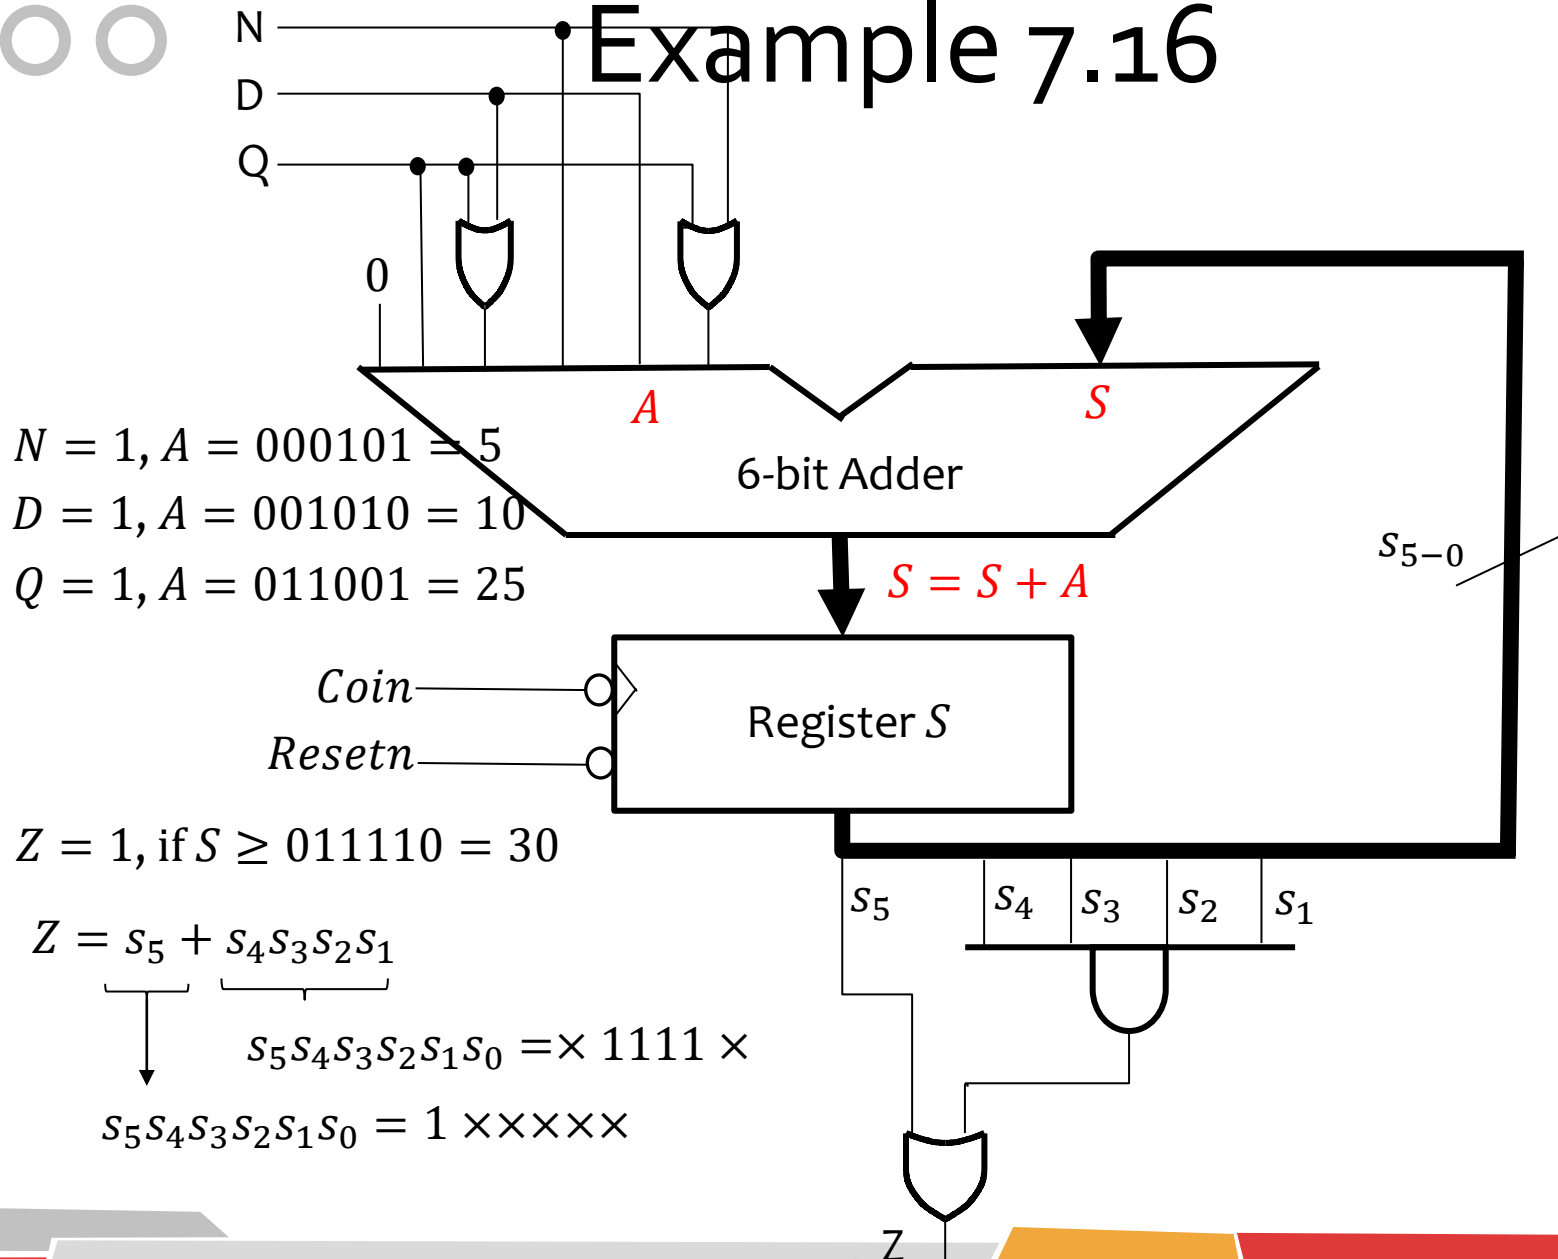 Example 7.16
N
D
Q
0
A
S
6-bit Adder
N = 1, A = 000101 = 5
D = 1, A = 001010 = 10
Q = 1, A = 011001 = 25
s₅₋₀
S = S + A
Coin
Resetn
Register S
Z = 1, if S ≥ 011110 = 30
s₅
s₄
s₃
s₂
s₁
Z = s₅ + s₄s₃s₂s₁
s₅s₄s₃s₂s₁s₀ =× 1111 ×
s₅s₄s₃s₂s₁s₀ = 1 ×××××
Z